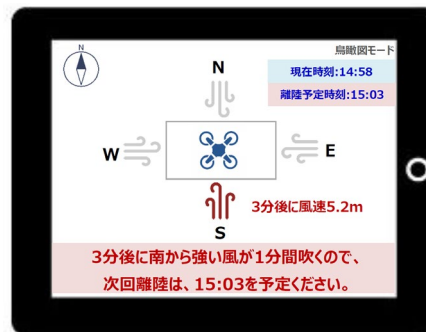 鳥瞰図モード
N
現在時刻:14:58
離陸予定時刻:15:03
N
W
E
3分後に風速5.2m
S
3分後に南から強い風が1分間吹くので、
次回離陸は、15:03を予定ください。